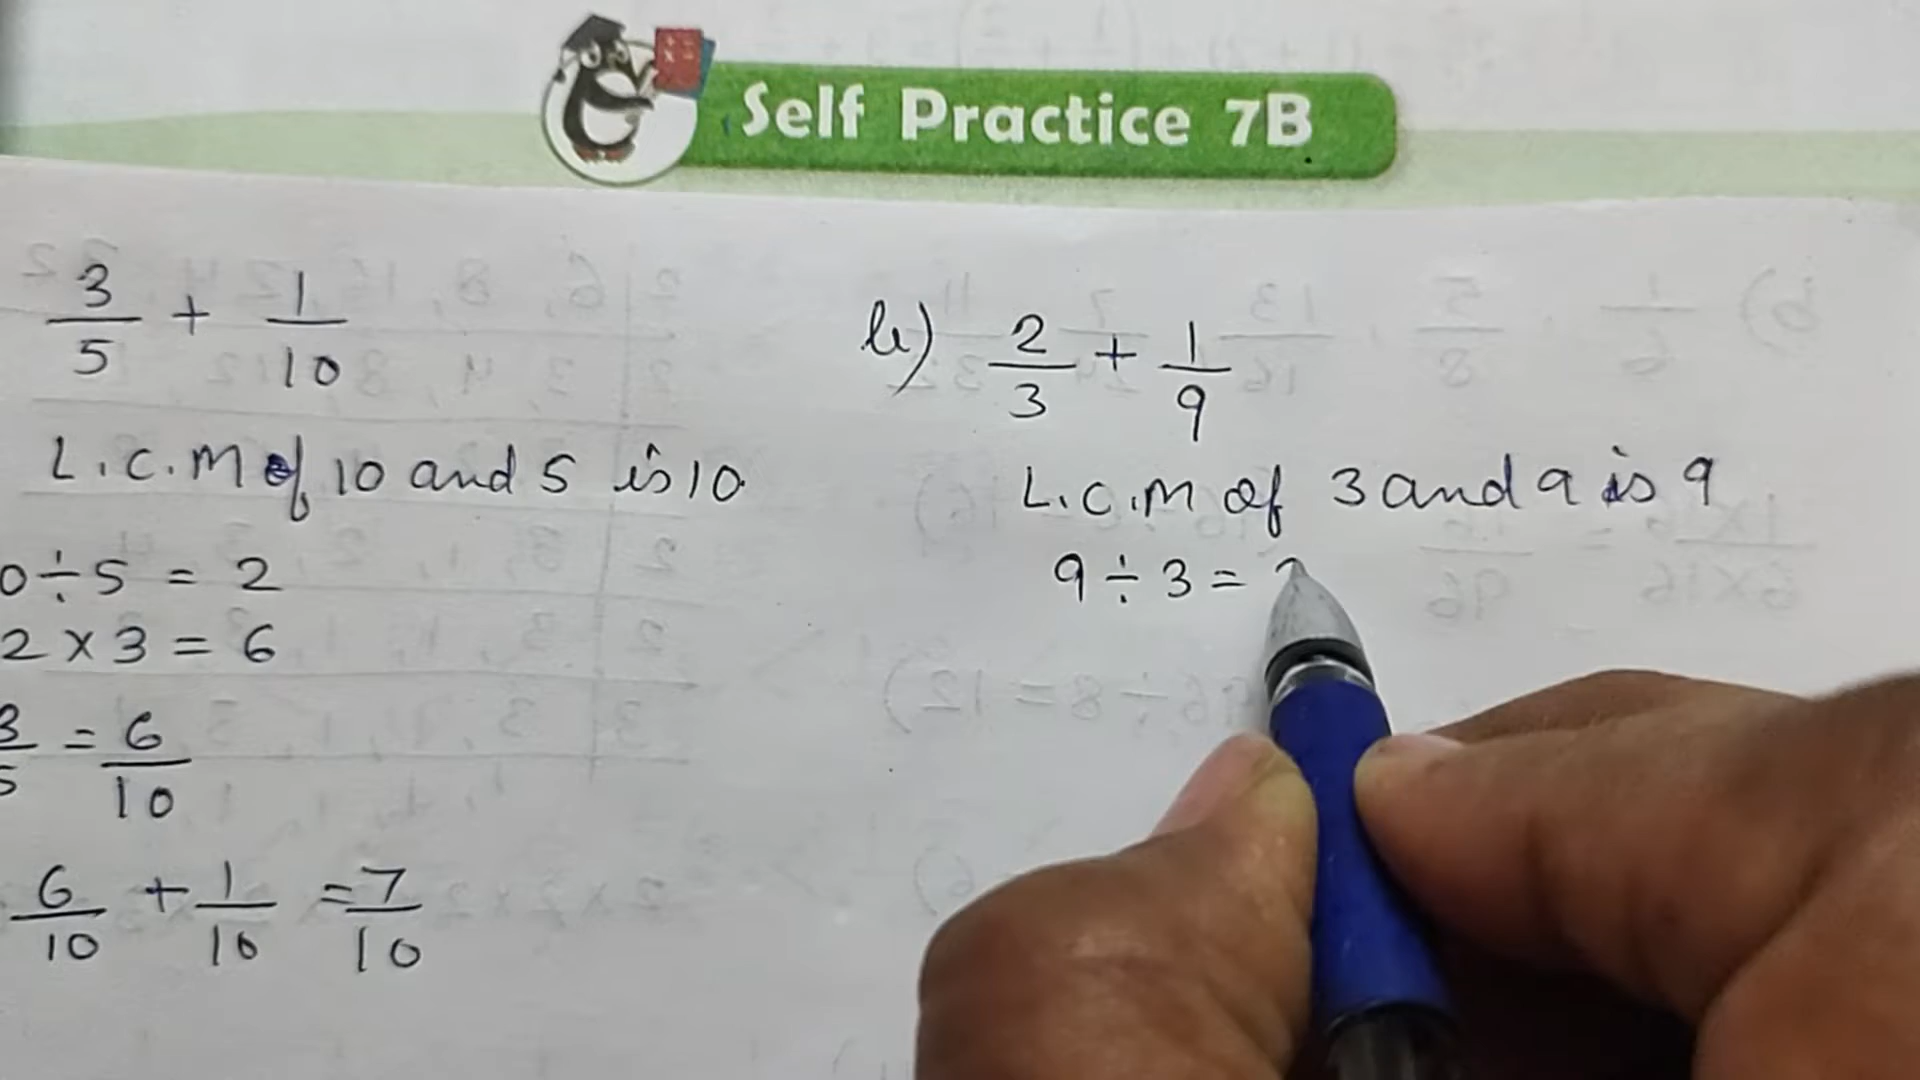 Self Practice 7B
3/5 + 1/10
L.C.M of 10 and 5 is 10
0 ÷ 5 = 2
2 × 3 = 6
3/5 = 6/10
6/10 + 1/10 = 7/10
b) 2/3 + 1/9
L.C.M of 3 and 9 is 9
9 ÷ 3 =